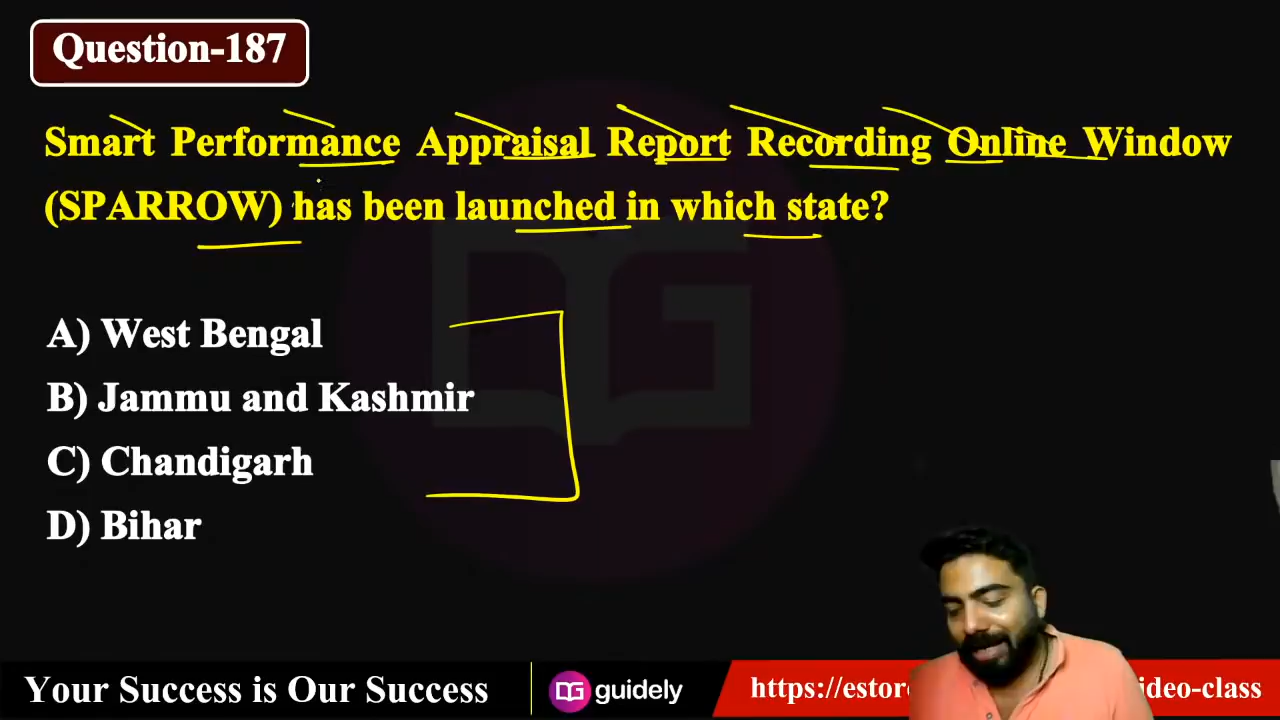 Question-187
Smart Performance Appraisal Report Recording Online Window
(SPARROW) has been launched in which state?
A) West Bengal
B) Jammu and Kashmir
C) Chandigarh
D) Bihar
Your Success is Our Success
guidely
https://estor
ideo-class